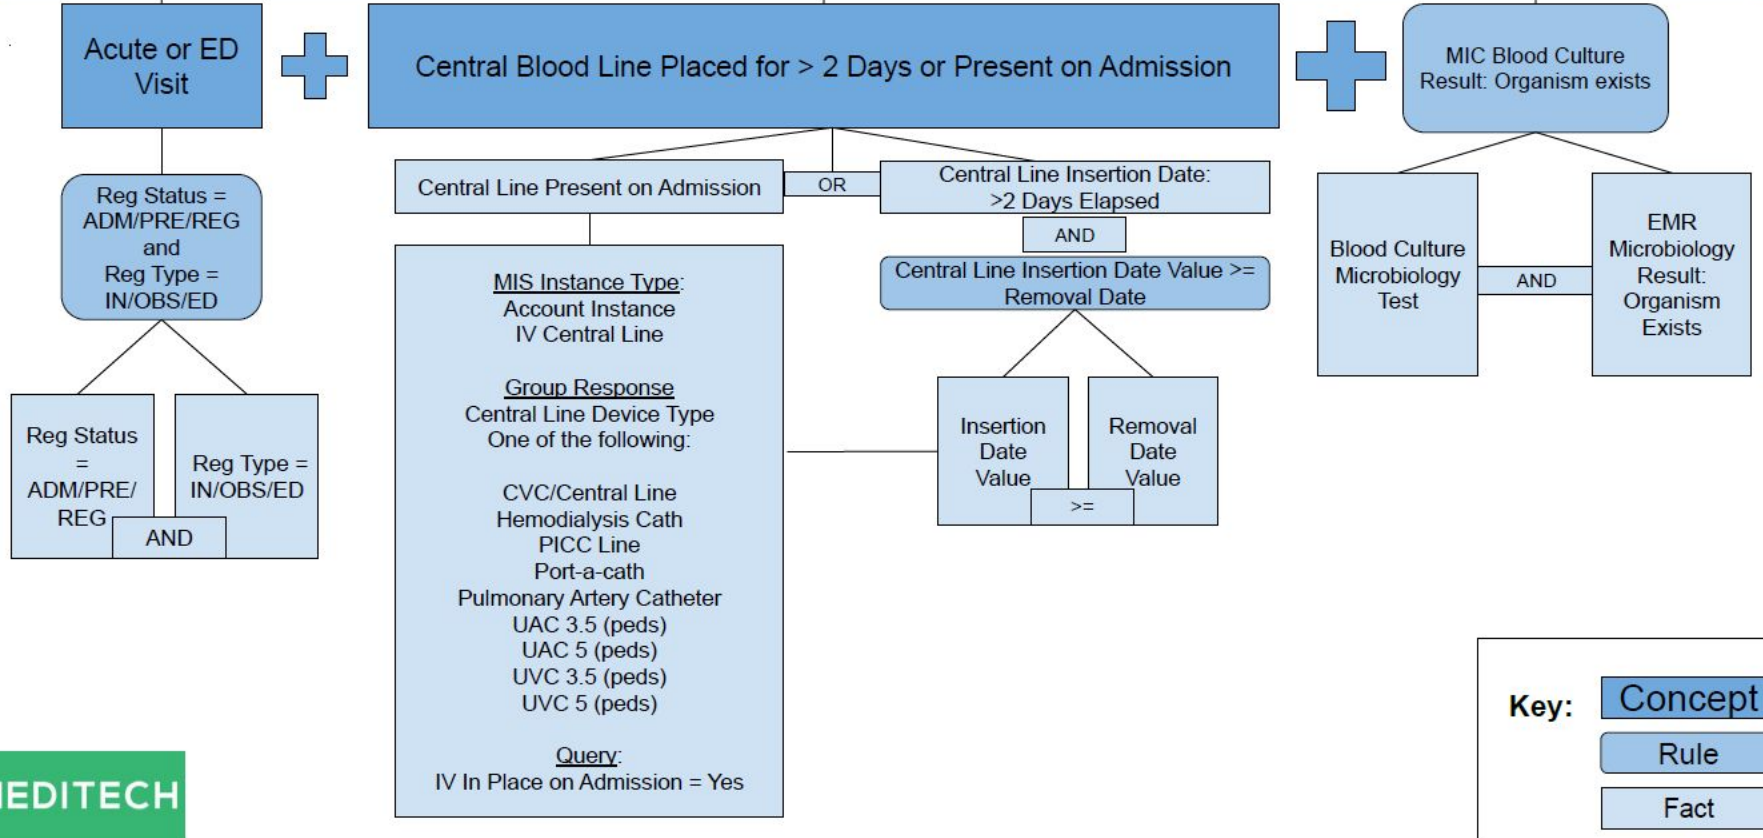 Acute or ED
Visit
Central Blood Line Placed for > 2 Days or Present on Admission
MIC Blood Culture
Result: Organism exists
Reg Status =
ADM/PRE/REG
and
Reg Type =
IN/OBS/ED
Reg Status
=
ADM/PRE/
REG
Reg Type =
IN/OBS/ED
AND
Central Line Present on Admission
OR
Central Line Insertion Date:
>2 Days Elapsed
AND
Central Line Insertion Date Value >=
Removal Date
MIS Instance Type:
Account Instance
IV Central Line
Group Response
Central Line Device Type
One of the following:
CVC/Central Line
Hemodialysis Cath
PICC Line
Port-a-cath
Pulmonary Artery Catheter
UAC 3.5 (peds)
UAC 5 (peds)
UVC 3.5 (peds)
UVC 5 (peds)
Query:
IV In Place on Admission = Yes
Insertion
Date
Value
Removal
Date
Value
>=
Blood Culture
Microbiology
Test
AND
EMR
Microbiology
Result:
Organism
Exists
Key:
Concept
Rule
Fact
MEDITECH